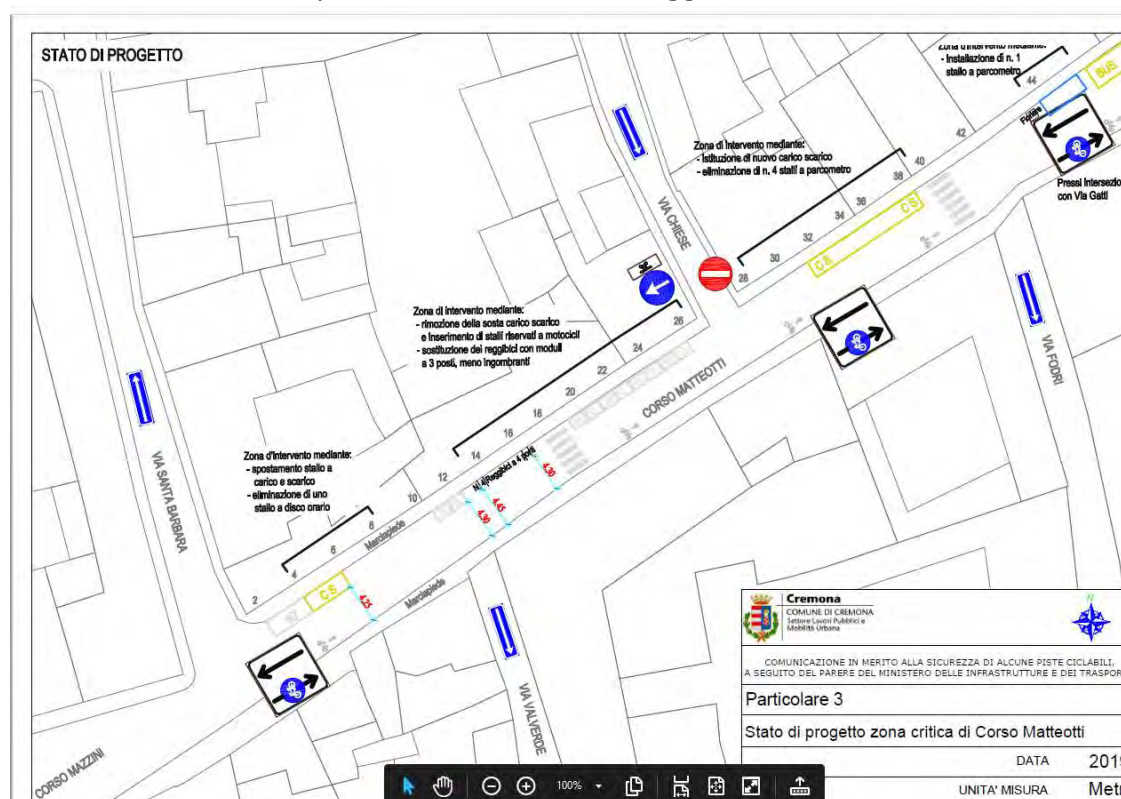 STATO DI PROGETTO
Zona d'intervento mediante:
- Installazione di n. 1
stallo a parcometro
44
BUS
Fioriere
42
Pressi Intersezio
con Via Gatti
Zona di intervento mediante:
- istituzione di nuovo carico scarico
- eliminazione di n. 4 stalli a parcometro
40
38
36
34
32
30
28
CS
CS
VIA CHIESE
Zona di intervento mediante:
- rimozione della sosta carico scarico
e inserimento di stalli riservati a motocicli
- sostituzione dei reggibici con moduli
a 3 posti, meno ingombranti
26
24
22
20
18
16
14
12
10
8
6
4
2
CORSO MATTEOTTI
VIA FODRI
N. 4 Reggibici a 4 posti
4,30
4,45
4,30
Zona d'intervento mediante:
- spostamento stallo a
carico e scarico
- eliminazione di uno
stallo a disco orario
VIA SANTA BARBARA
Marciapiede
Marciapiede
CS
4,25
VIA VALVERDE
CORSO MAZZINI
N
Cremona
COMUNE DI CREMONA
Settore Lavori Pubblici e
Mobilità Urbana
COMUNICAZIONE IN MERITO ALLA SICUREZZA DI ALCUNE PISTE CICLABILI,
A SEGUITO DEL PARERE DEL MINISTERO DELLE INFRASTRUTTURE E DEI TRASPOR
Particolare 3
Stato di progetto zona critica di Corso Matteotti
DATA 2019
UNITA' MISURA Metr
100%